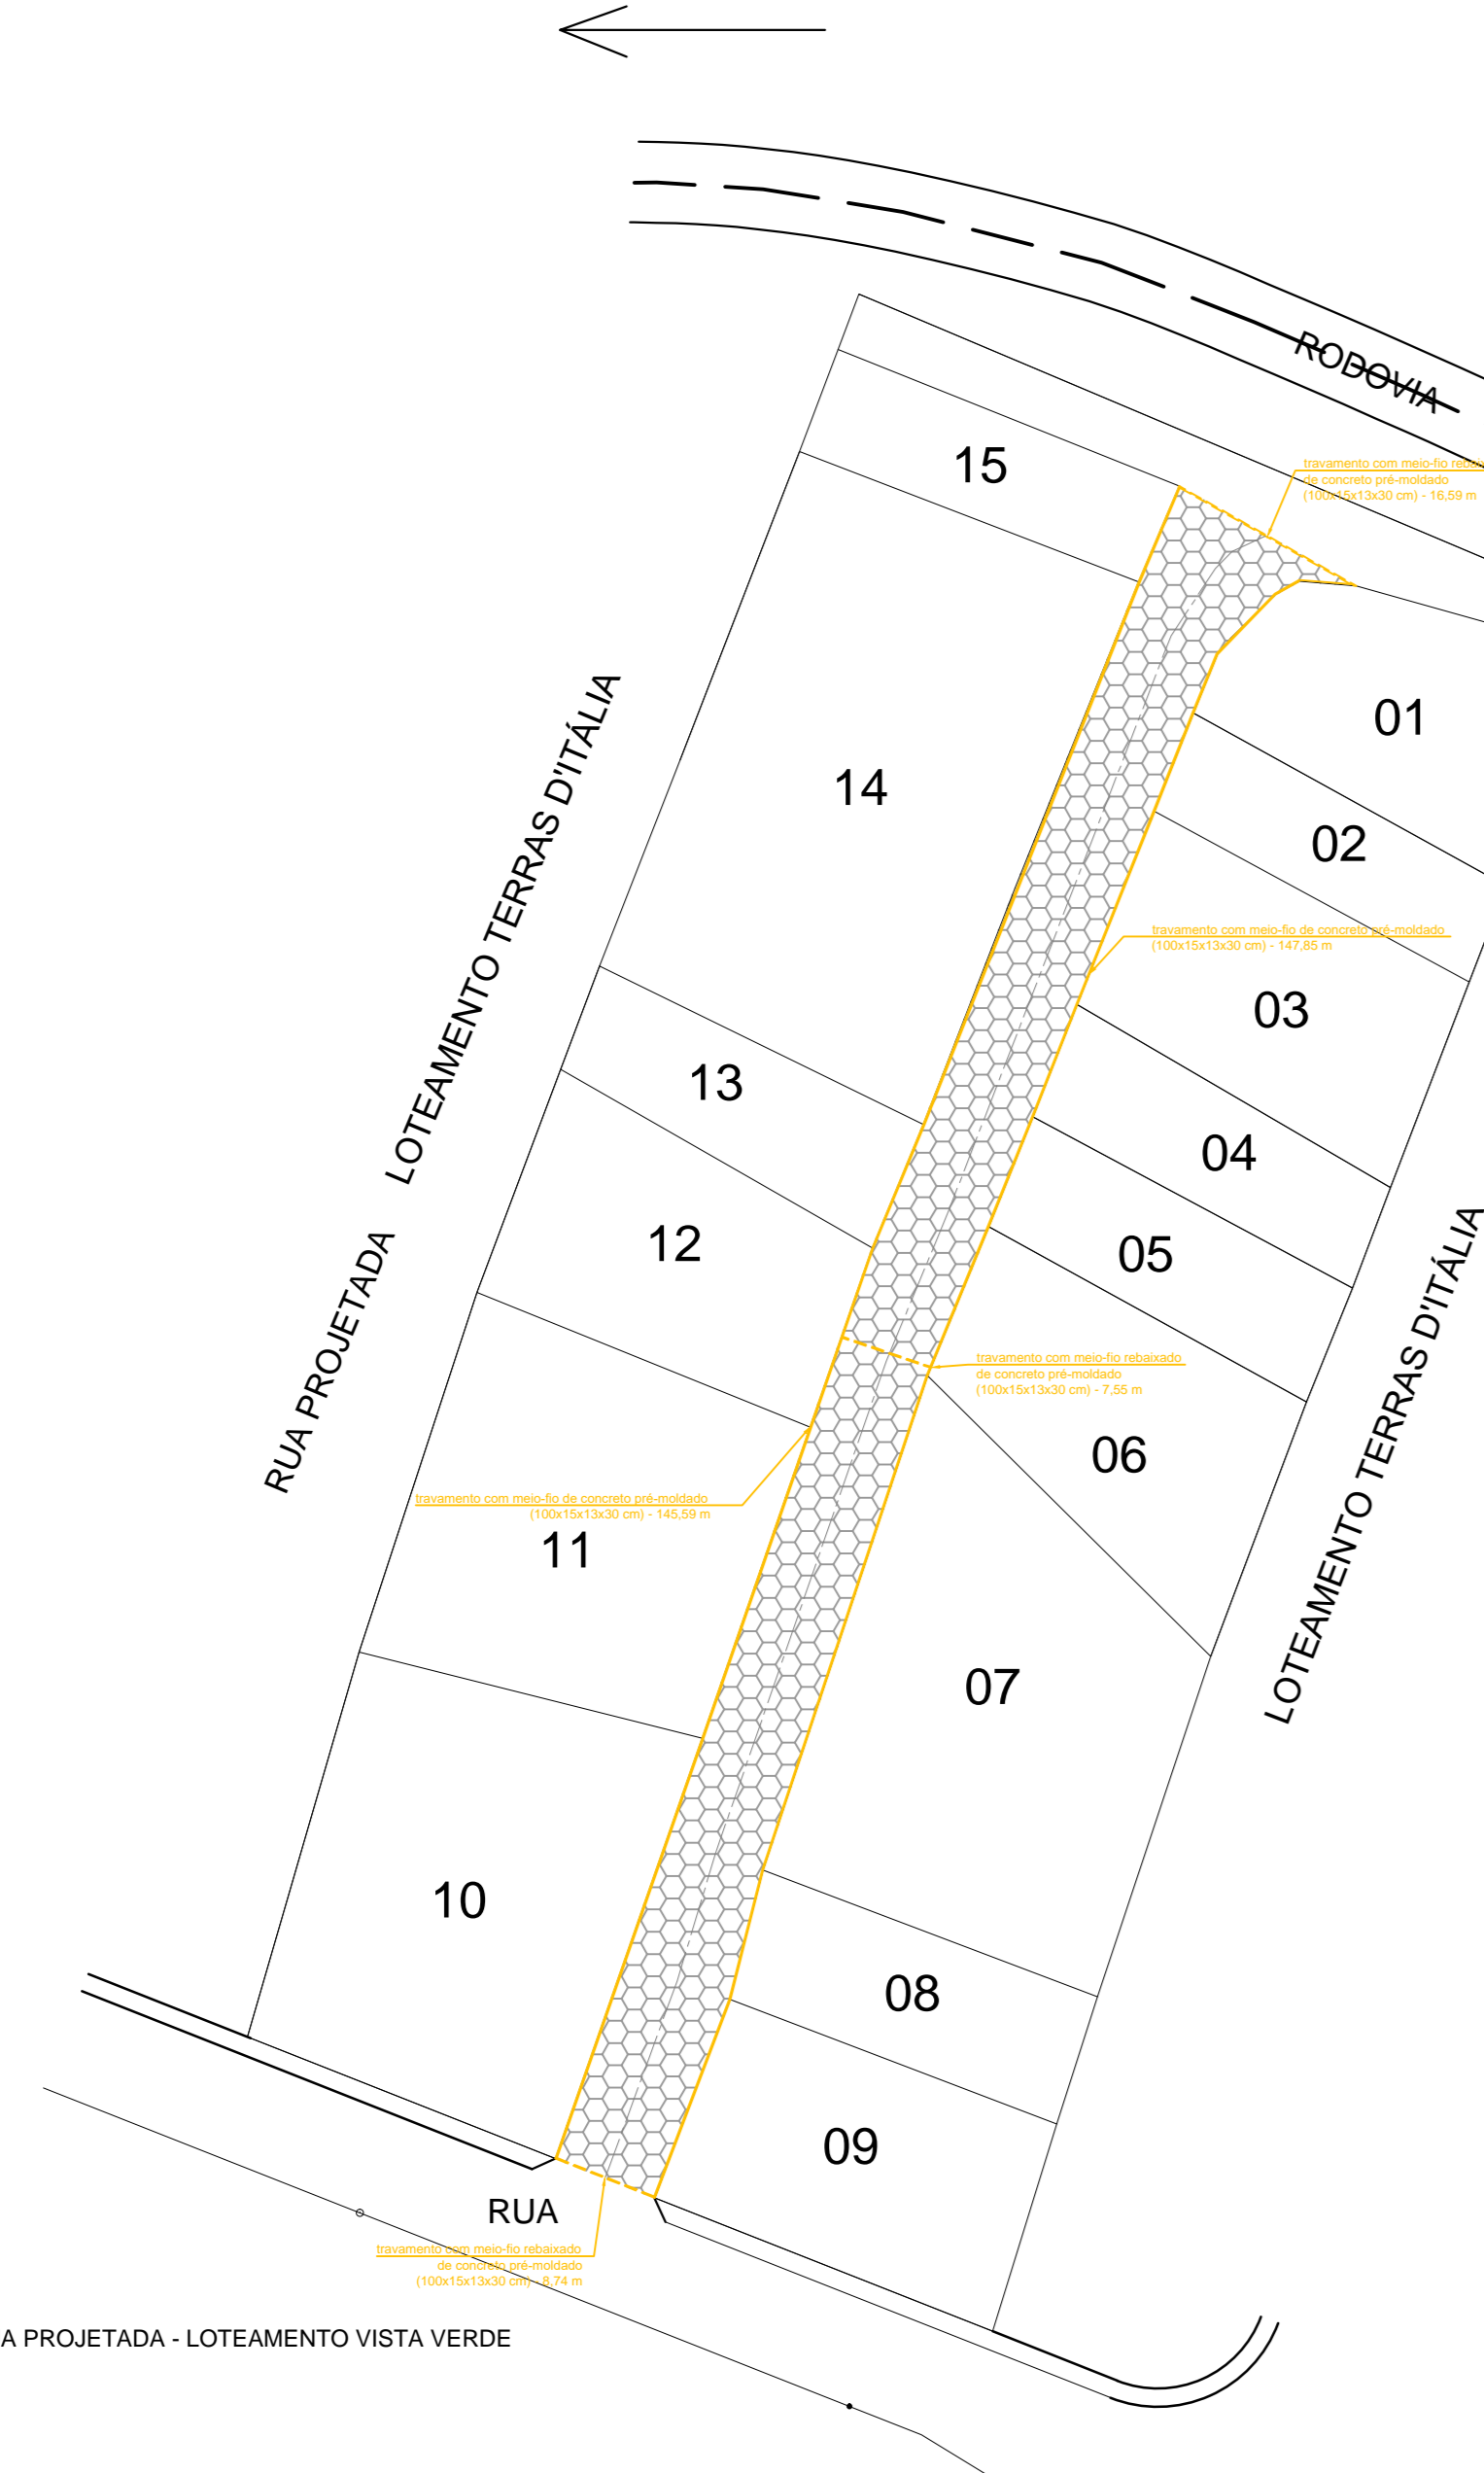 RODOVIA
travamento com meio-fio
de concreto pré-moldado
(100x15x13x30 cm) - 16,59 m
15
01
14
02
travamento com meio-fio de concreto pré-moldado
(100x15x13x30 cm) - 147,85 m
03
LOTEAMENTO TERRAS D'ITÁLIA
13
04
RUA PROJETADA
12
05
travamento com meio-fio rebaixado
de concreto pré-moldado
(100x15x13x30 cm) - 7,55 m
06
LOTEAMENTO TERRAS D'ITÁLIA
travamento com meio-fio de concreto pré-moldado
(100x15x13x30 cm) - 145,59 m
11
07
10
08
09
RUA
travamento com meio-fio rebaixado
de concreto pré-moldado
(100x15x13x30 cm) - 8,74 m
A PROJETADA - LOTEAMENTO VISTA VERDE